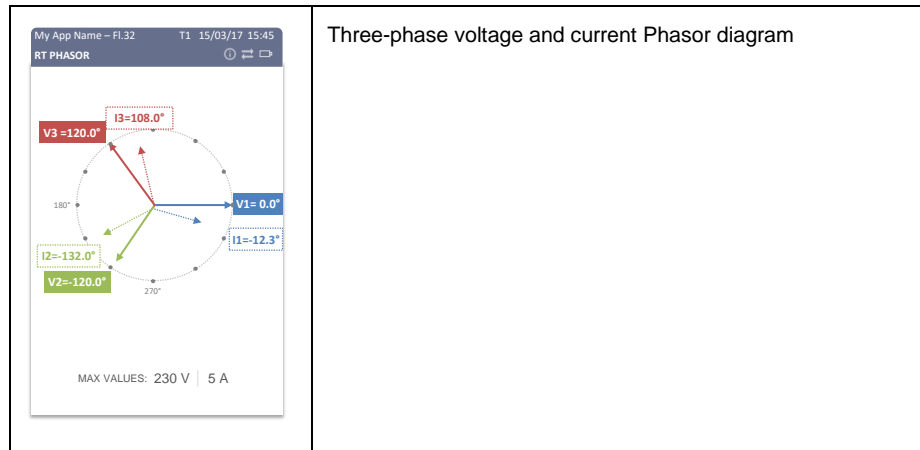 My App Name – Fl.32 T1 15/03/17 15:45
RT PHASOR
I3=108.0°
V3 =120.0°
180°
V1= 0.0°
I1=-12.3°
I2=-132.0°
V2=-120.0°
270°
MAX VALUES: 230 V | 5 A
Three-phase voltage and current Phasor diagram